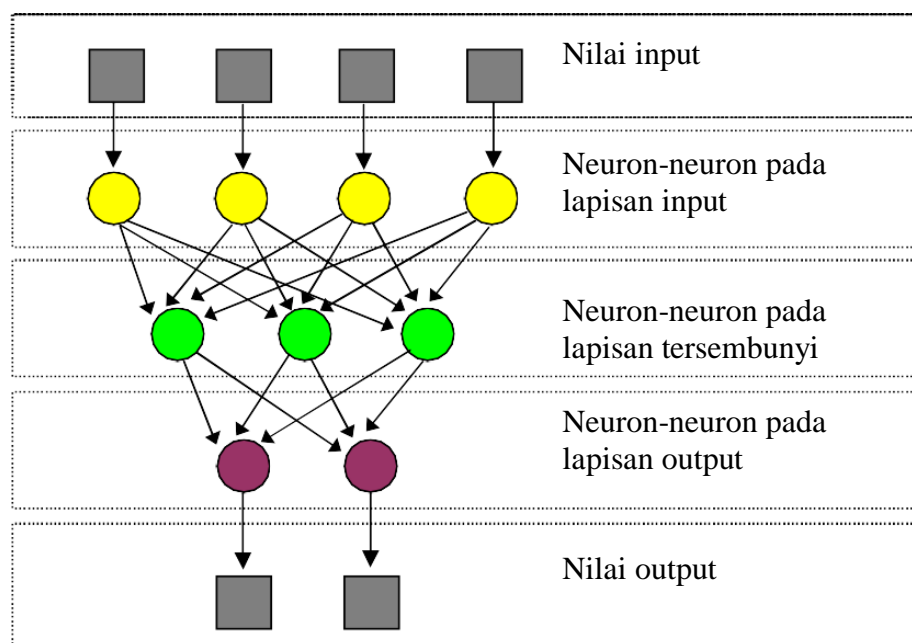 Nilai input
Neuron-neuron pada
lapisan input
Neuron-neuron pada
lapisan tersembunyi
Neuron-neuron pada
lapisan output
Nilai output